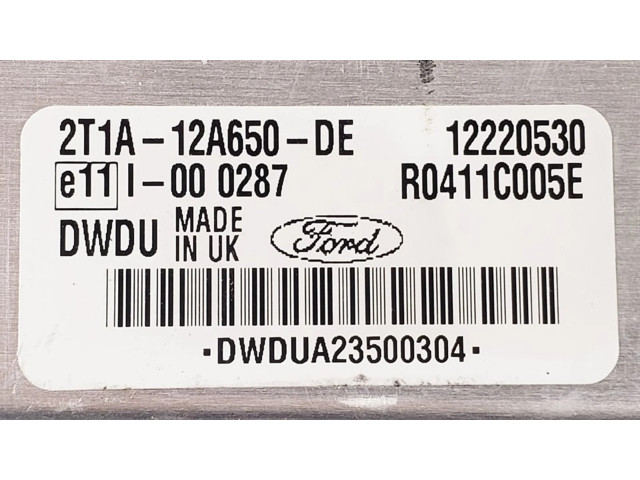 2T1A-12A650-DE 12220530
e11 I-00 0287 R0411C005E
DWDU MADE IN UK Ford
·DWDUA23500304·